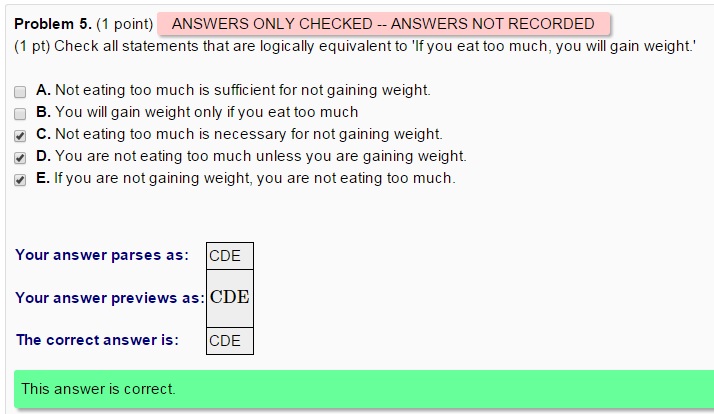 Problem 5. (1 point) ANSWERS ONLY CHECKED -- ANSWERS NOT RECORDED
(1 pt) Check all statements that are logically equivalent to 'If you eat too much, you will gain weight.'
A. Not eating too much is sufficient for not gaining weight.
B. You will gain weight only if you eat too much
C. Not eating too much is necessary for not gaining weight.
D. You are not eating too much unless you are gaining weight.
E. If you are not gaining weight, you are not eating too much.
Your answer parses as: CDE
Your answer previews as: CDE
The correct answer is: CDE
This answer is correct.